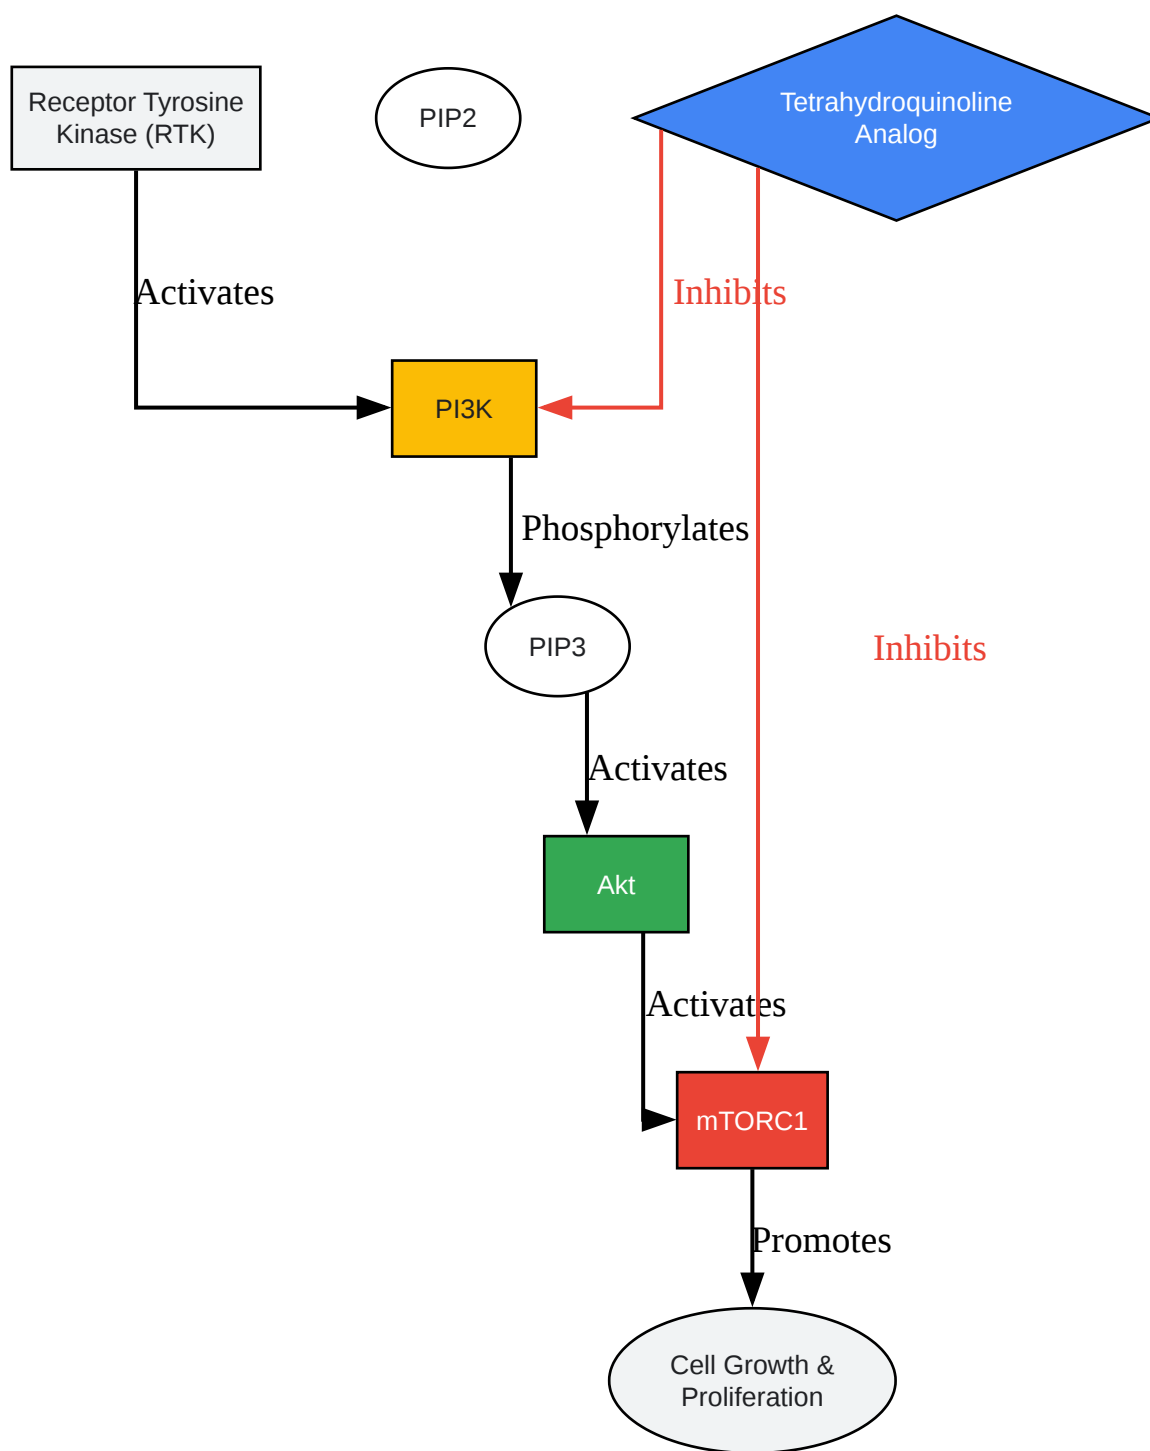 Receptor Tyrosine
Kinase (RTK)
PIP2
Tetrahydroquinoline
Analog
Activates
Inhibits
PI3K
Phosphorylates
PIP3
Inhibits
Activates
Akt
Activates
mTORC1
Promotes
Cell Growth &
Proliferation